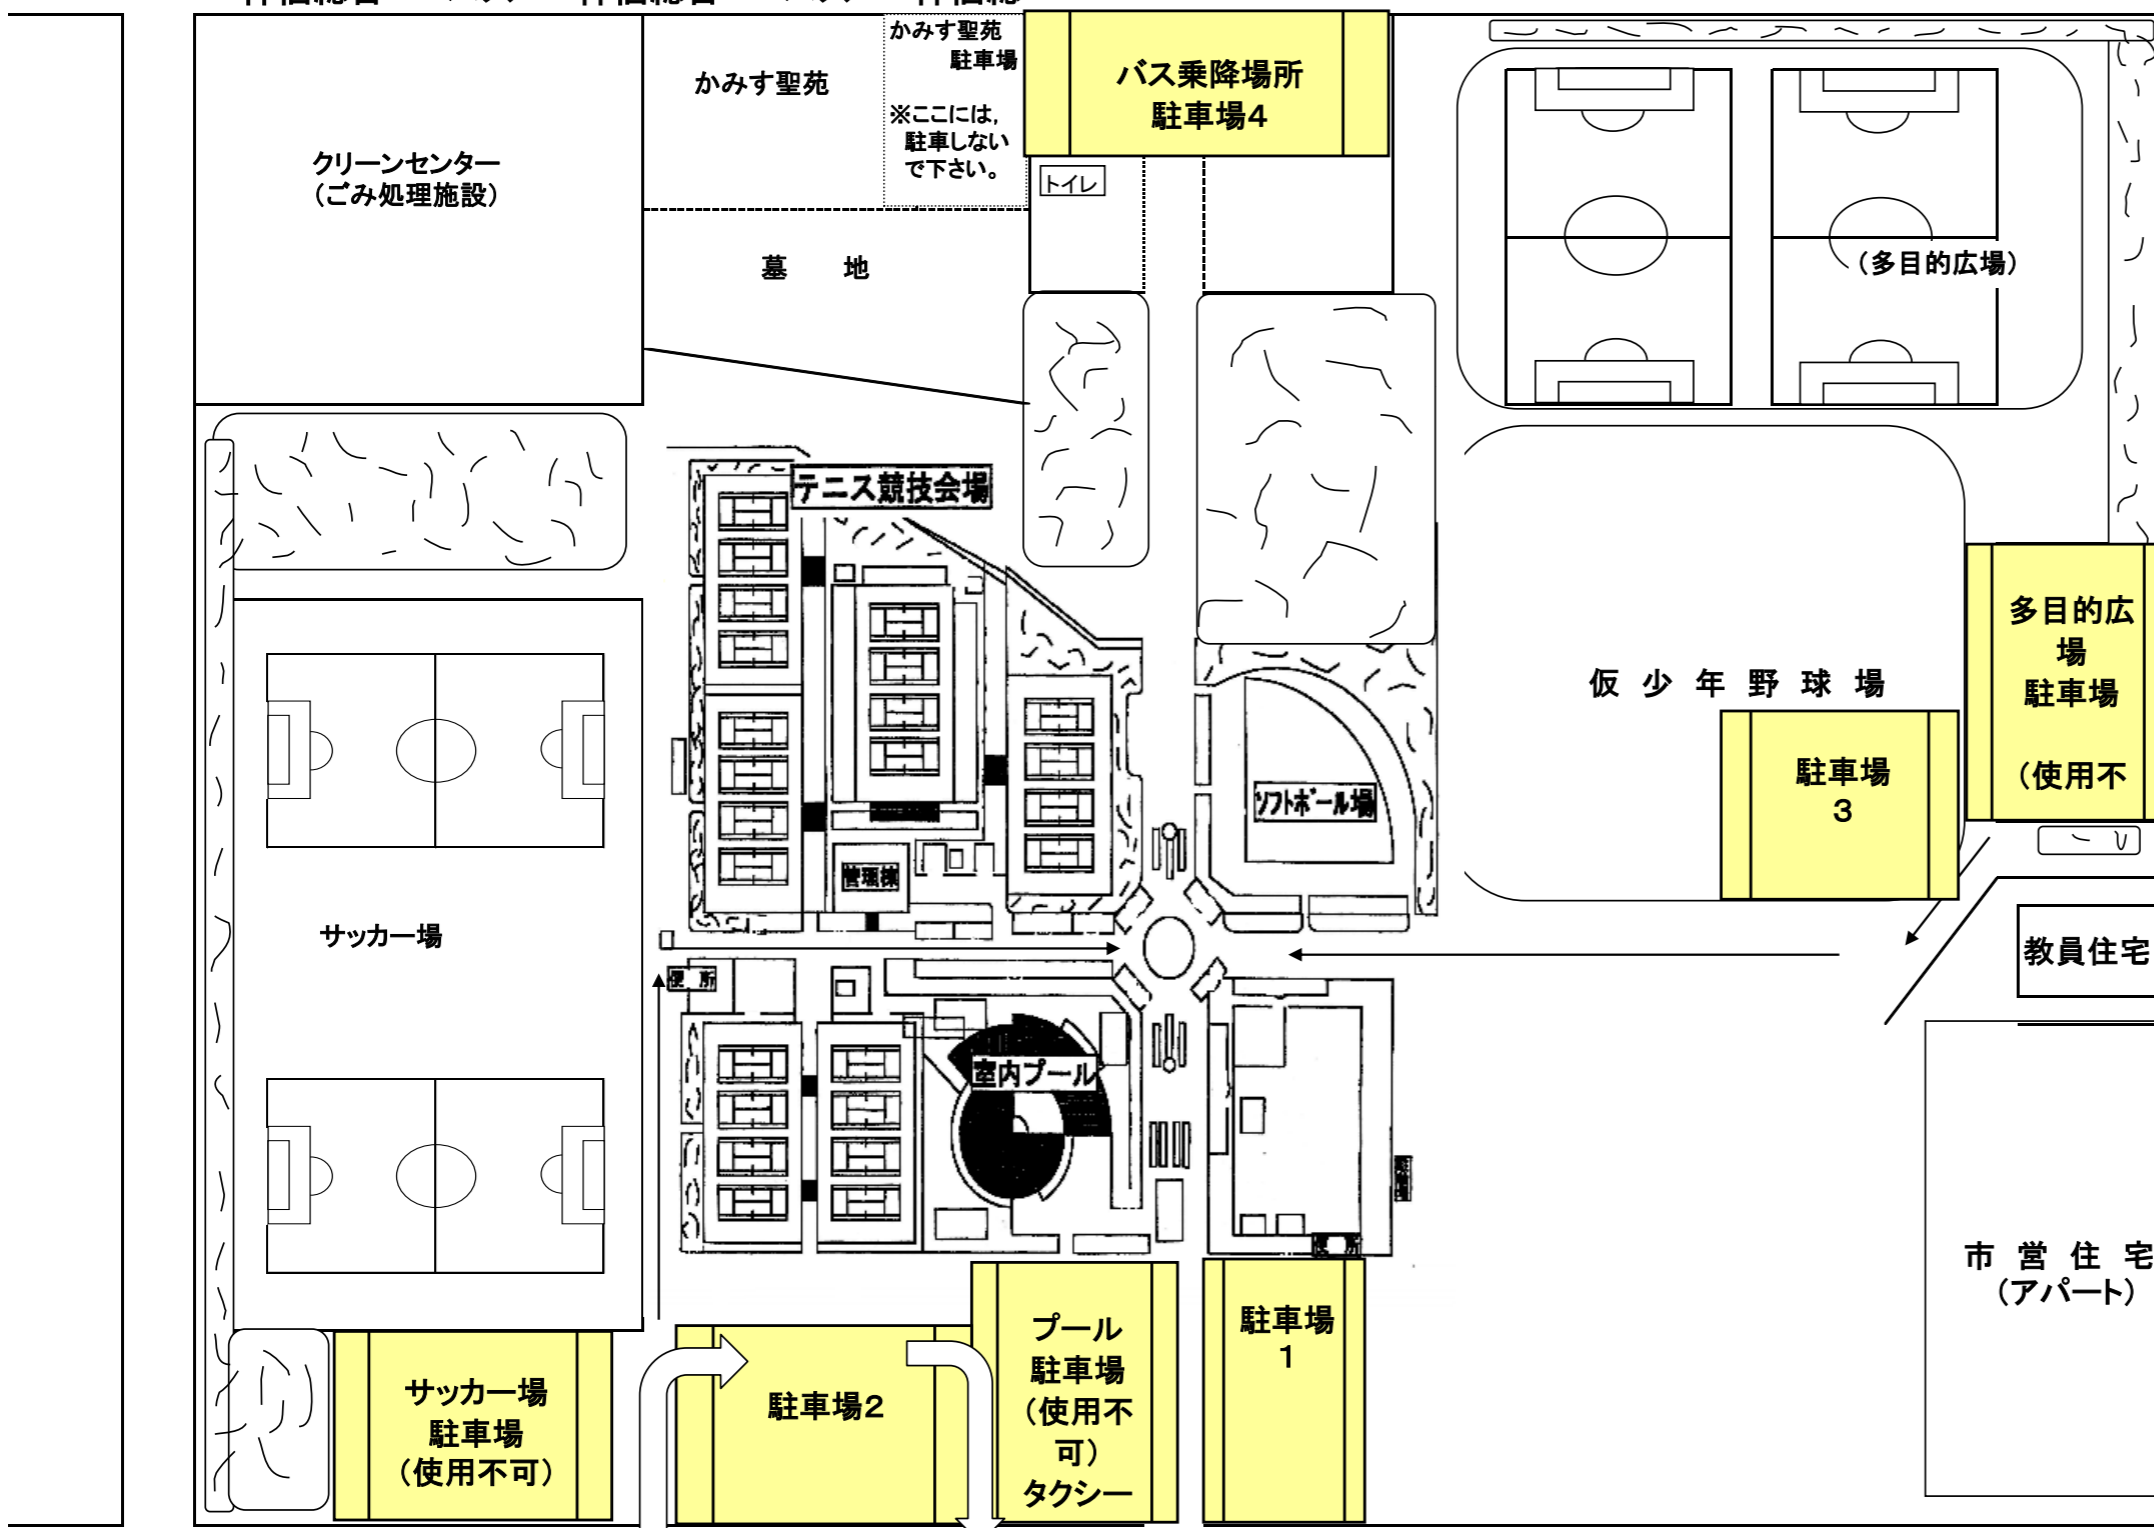 かみす聖苑
駐車場
※ここには，
駐車しない
で下さい。
かみす聖苑
バス乗降場所
駐車場4
クリーンセンター
（ごみ処理施設）
トイレ
墓　地
（多目的広場）
テニス競技会場
多目的広
場
駐車場
（使用不
仮 少 年 野 球 場
駐車場
3
ソフトボール場
管理棟
サッカー場
教員住宅
便 所
室内プール
便 所
市 営 住 宅
（アパート）
サッカー場
駐車場
（使用不可）
駐車場2
プール
駐車場
（使用不
可）
タクシー
駐車場
1